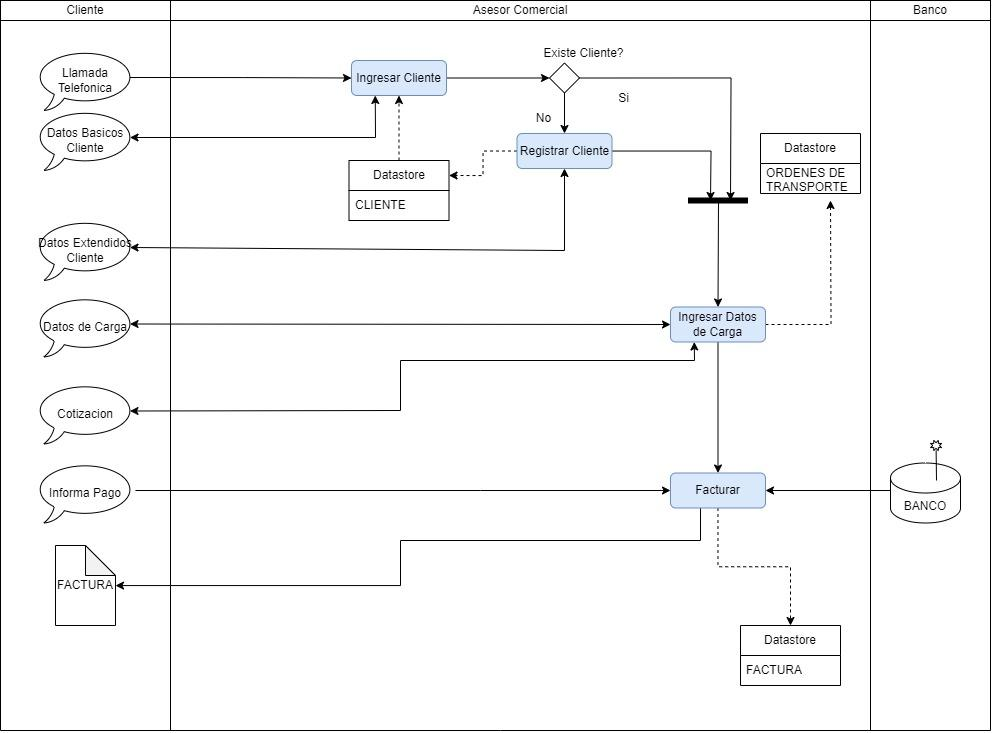 Cliente
Asesor Comercial
Banco
Existe Cliente?
Llamada
Telefonica
Ingresar Cliente
Si
No
Datos Basicos
Cliente
Registrar Cliente
Datastore
ORDENES DE
TRANSPORTE
Datastore
CLIENTE
Datos Extendidos
Cliente
Datos de Carga
Ingresar Datos
de Carga
Cotizacion
Informa Pago
Facturar
BANCO
FACTURA
Datastore
FACTURA